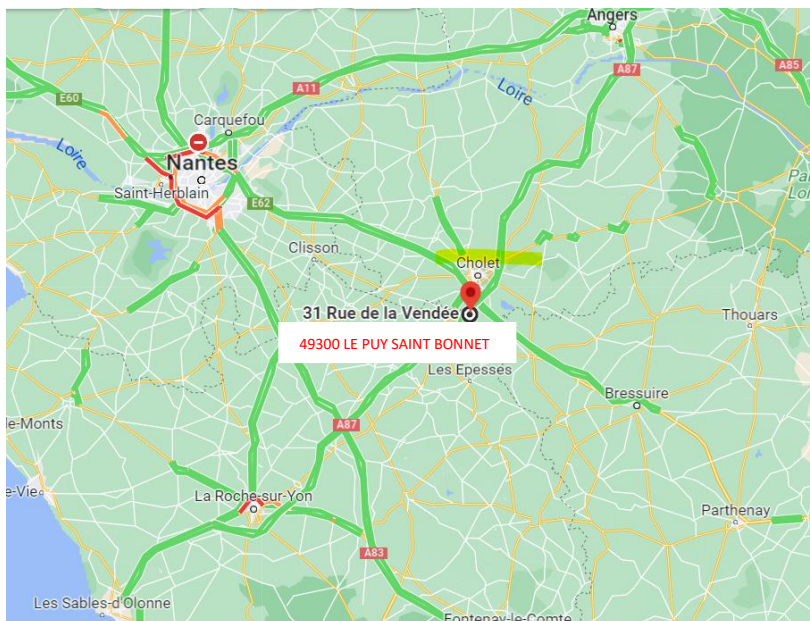 Angers
A87
A85
A11
Loire
E60
Carquefou
Loire
Nantes
Saint-Herblain
E62
Clisson
Cholet
31 Rue de la Vendée
49300 LE PUY SAINT BONNET
Thouars
Les Epesses
Bressuire
de-Monts
A87
e-Vie
La Roche-sur-Yon
Parthenay
A83
Les Sables-d'Olonne
Fontenay-le-Comte